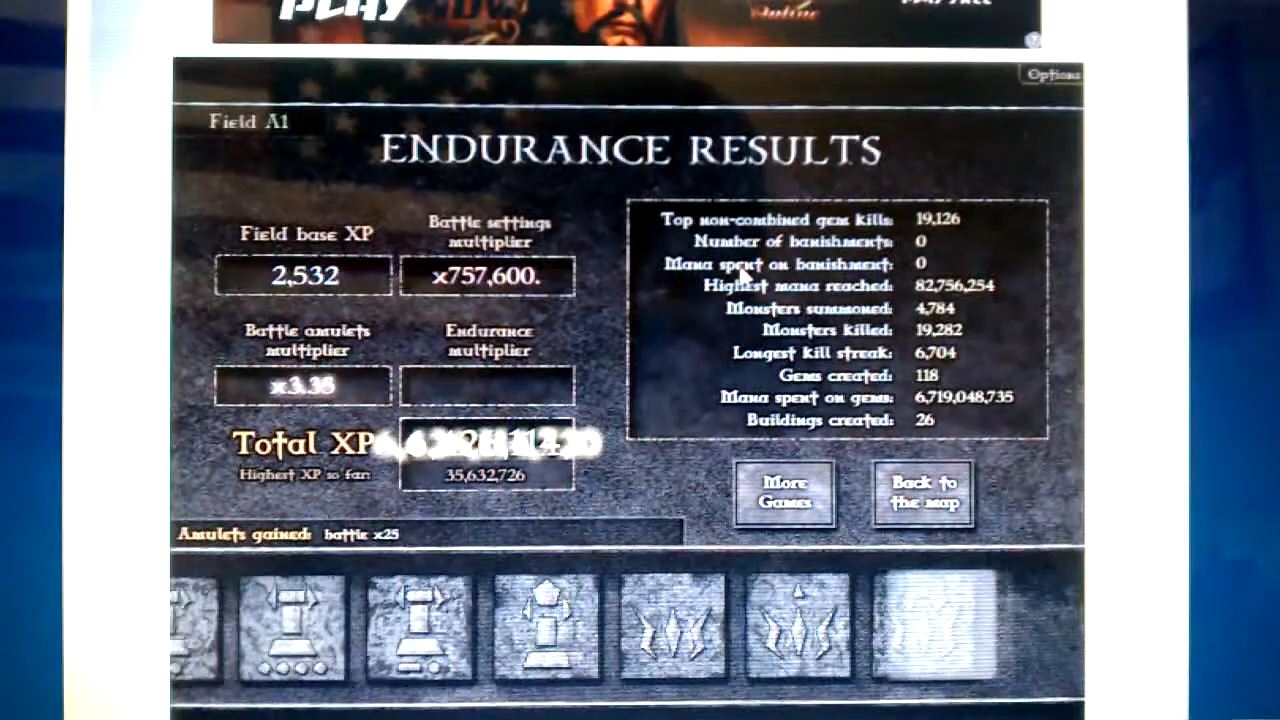 PLAY
Options
Field A1
ENDURANCE RESULTS
Field base XP
2,532
Battle settings
multiplier
x757,600.
Battle amulets
multiplier
x3.35
Endurance
multiplier
Total XP
Highest XP so far:
35,632,726
Top non-combined gem kills: 19,126
Number of banishments: 0
Mana spent on banishment: 0
Highest mana reached: 82,756,254
Monsters summoned: 4,784
Monsters killed: 19,282
Longest kill streak: 6,704
Gems created: 118
Mana spent on gems: 6,719,048,735
Buildings created: 26
More
Games
Back to
the map
Amulets gained: battle x25